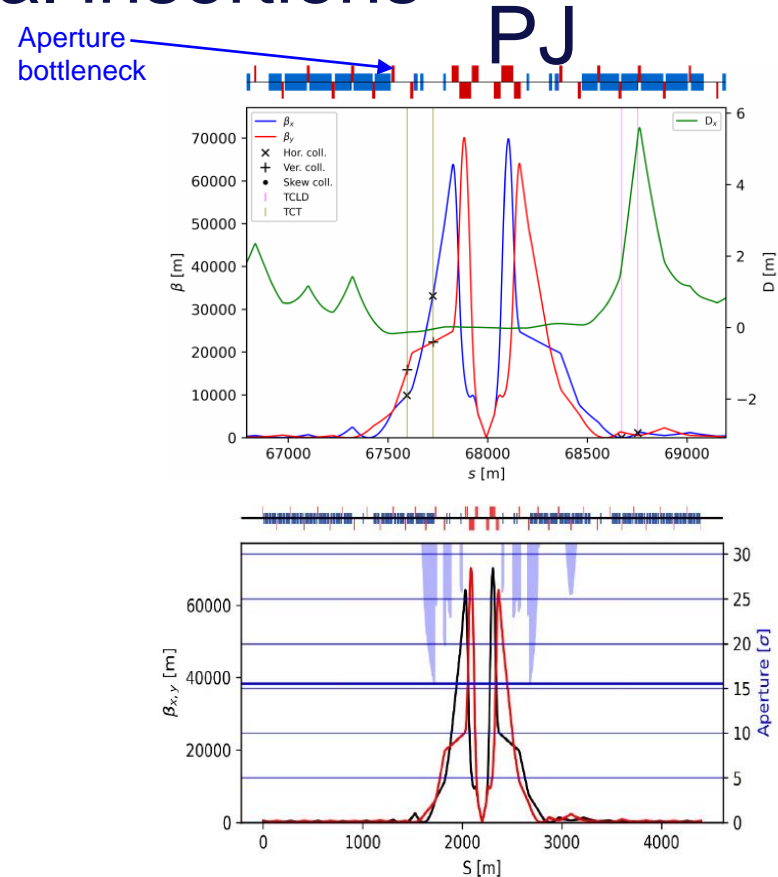 al insertions
PJ
Aperture
bottleneck
βx
βy
Hor. coll.
Ver. coll.
Skew coll.
TCLD
TCT
Dx
70000
60000
50000
40000
30000
20000
10000
0
β [m]
6
4
2
0
−2
D [m]
67000 67500 68000 68500 69000
s [m]
60000
40000
20000
0
βx, y [m]
30
25
20
15
10
5
0
Aperture [σ]
0 1000 2000 3000 4000
S [m]